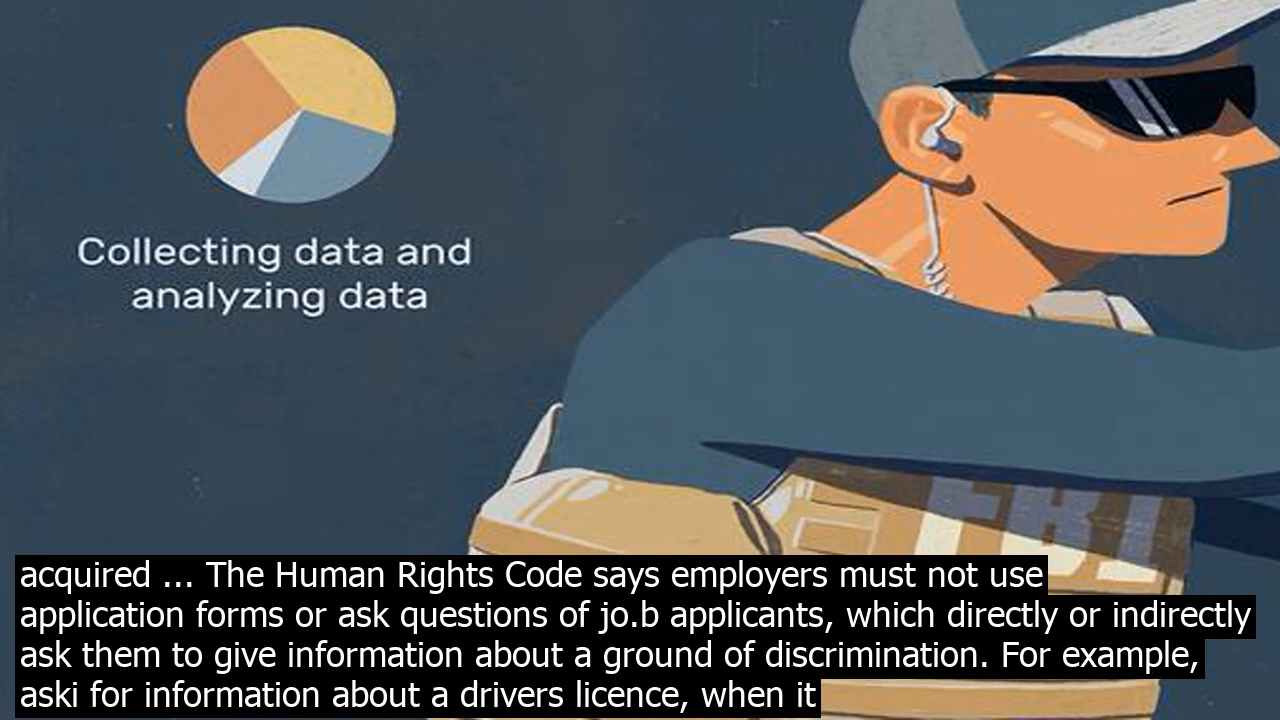 Collecting data and
analyzing data
FBI
acquired ... The Human Rights Code says employers must not use
application forms or ask questions of jo.b applicants, which directly or indirectly
ask them to give information about a ground of discrimination. For example,
aski for information about a drivers licence, when it